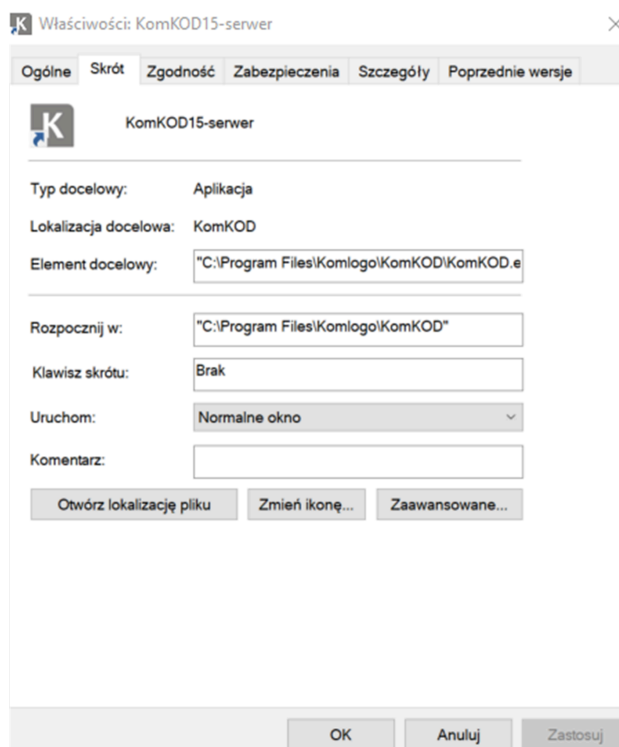 Właściwości: KomKOD15-serwer
Ogólne Skrót Zgodność Zabezpieczenia Szczegóły Poprzednie wersje
K KomKOD15-serwer
Typ docelowy: Aplikacja
Lokalizacja docelowa: KomKOD
Element docelowy: "C:\Program Files\Komlogo\KomKOD\KomKOD.e
Rozpocznij w: "C:\Program Files\Komlogo\KomKOD"
Klawisz skrótu: Brak
Uruchom: Normalne okno
Komentarz:
Otwórz lokalizację pliku Zmień ikonę... Zaawansowane...
OK Anuluj Zastosuj